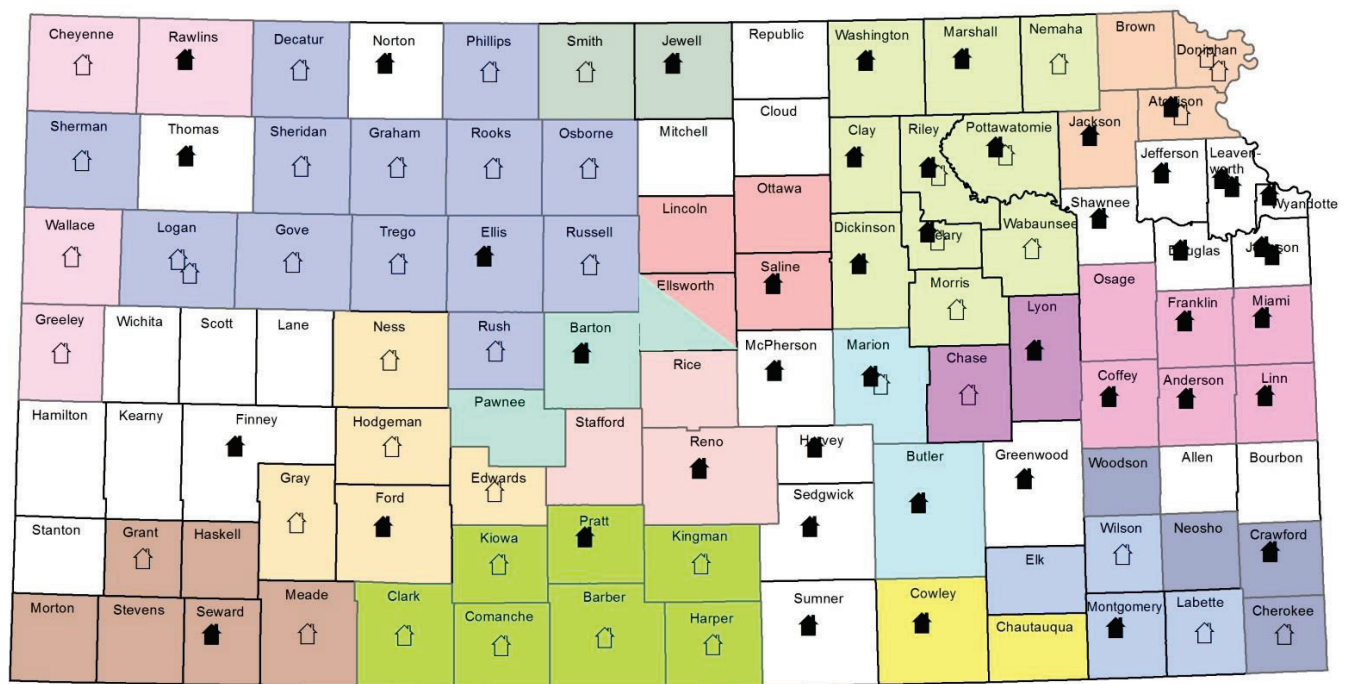 Cheyenne
Rawlins
Decatur
Norton
Phillips
Smith
Jewell
Republic
Washington
Marshall
Nemaha
Brown
Doniphan
Sherman
Thomas
Sheridan
Graham
Rooks
Osborne
Mitchell
Cloud
Clay
Riley
Pottawatomie
Jackson
Atchison
Jefferson
Leaven-
worth
Wyandotte
Wallace
Logan
Gove
Trego
Ellis
Russell
Lincoln
Ottawa
Dickinson
Geary
Wabaunsee
Shawnee
Douglas
Johnson
Saline
Ellsworth
Morris
Osage
Greeley
Wichita
Scott
Lane
Ness
Rush
Barton
Rice
McPherson
Marion
Chase
Lyon
Franklin
Miami
Coffey
Anderson
Linn
Hamilton
Kearny
Finney
Hodgeman
Pawnee
Stafford
Reno
Harvey
Butler
Greenwood
Woodson
Allen
Bourbon
Gray
Ford
Edwards
Sedgwick
Stanton
Grant
Haskell
Kiowa
Pratt
Kingman
Elk
Wilson
Neosho
Crawford
Morton
Stevens
Seward
Meade
Clark
Comanche
Barber
Harper
Sumner
Cowley
Chautauqua
Montgomery
Labette
Cherokee